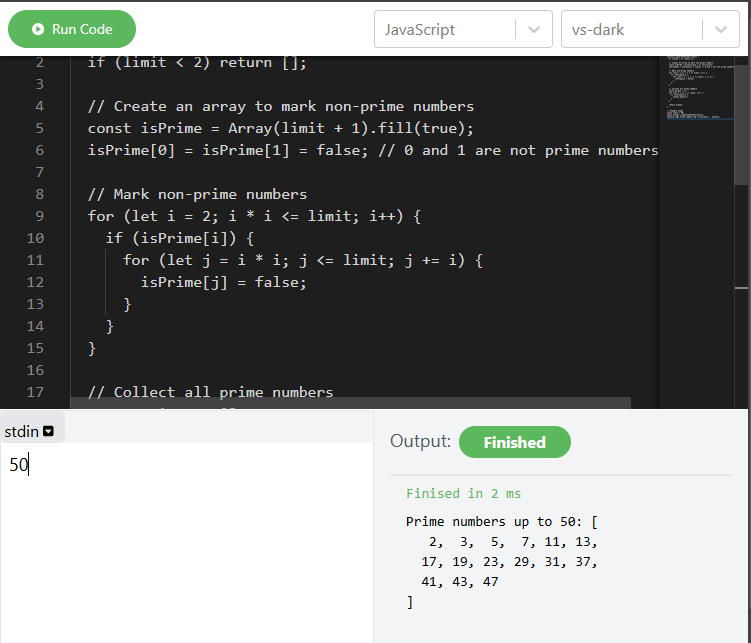 Run Code
JavaScript
vs-dark
2 if (limit < 2) return [];
3
4 // Create an array to mark non-prime numbers
5 const isPrime = Array(limit + 1).fill(true);
6 isPrime[0] = isPrime[1] = false; // 0 and 1 are not prime numbers
7
8 // Mark non-prime numbers
9 for (let i = 2; i * i <= limit; i++) {
10 if (isPrime[i]) {
11 for (let j = i * i; j <= limit; j += i) {
12 isPrime[j] = false;
13 }
14 }
15 }
16
17 // Collect all prime numbers
stdin
50
Output: Finished
Finised in 2 ms
Prime numbers up to 50: [
2, 3, 5, 7, 11, 13,
17, 19, 23, 29, 31, 37,
41, 43, 47
]